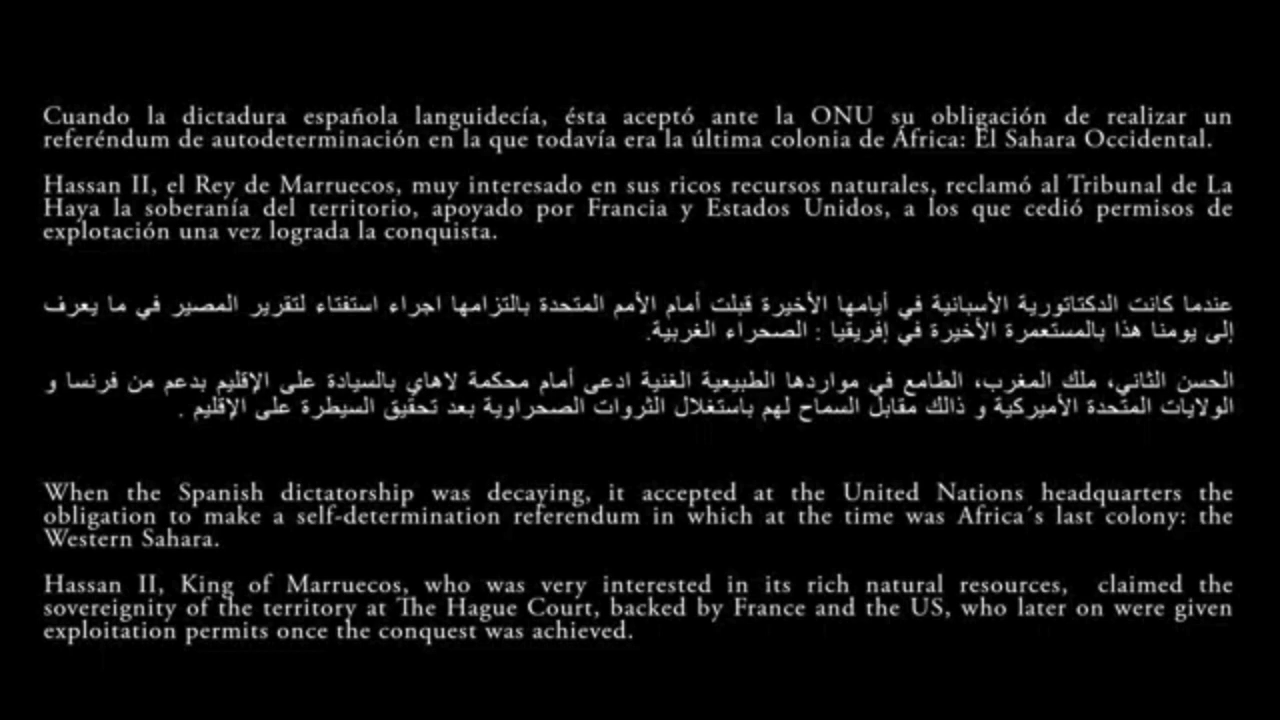 Cuando la dictadura española languidecía, ésta aceptó ante la ONU su obligación de realizar un
referéndum de autodeterminación en la que todavía era la última colonia de África: El Sahara Occidental.
Hassan II, el Rey de Marruecos, muy interesado en sus ricos recursos naturales, reclamó al Tribunal de La
Haya la soberanía del territorio, apoyado por Francia y Estados Unidos, a los que cedió permisos de
explotación una vez lograda la conquista.
عندما كانت الدكتاتورية الأسبانية في أيامها الأخيرة قبلت أمام الأمم المتحدة بالتزامها اجراء استفتاء لتقرير المصير في ما يعرف
إلى يومنا هذا بالمستعمرة الأخيرة في إفريقيا : الصحراء الغربية.
الحسن الثاني، ملك المغرب، الطامع في مواردها الطبيعية الغنية ادعى أمام محكمة لاهاي بالسيادة على الإقليم بدعم من فرنسا و
الولايات المتحدة الأميركية و ذالك مقابل السماح لهم باستغلال الثروات الصحراوية بعد تحقيق السيطرة على الإقليم .
When the Spanish dictatorship was decaying, it accepted at the United Nations headquarters the
obligation to make a self-determination referendum in which at the time was Africa´s last colony: the
Western Sahara.
Hassan II, King of Marruecos, who was very interested in its rich natural resources, claimed the
sovereignity of the territory at The Hague Court, backed by France and the US, who later on were given
exploitation permits once the conquest was achieved.